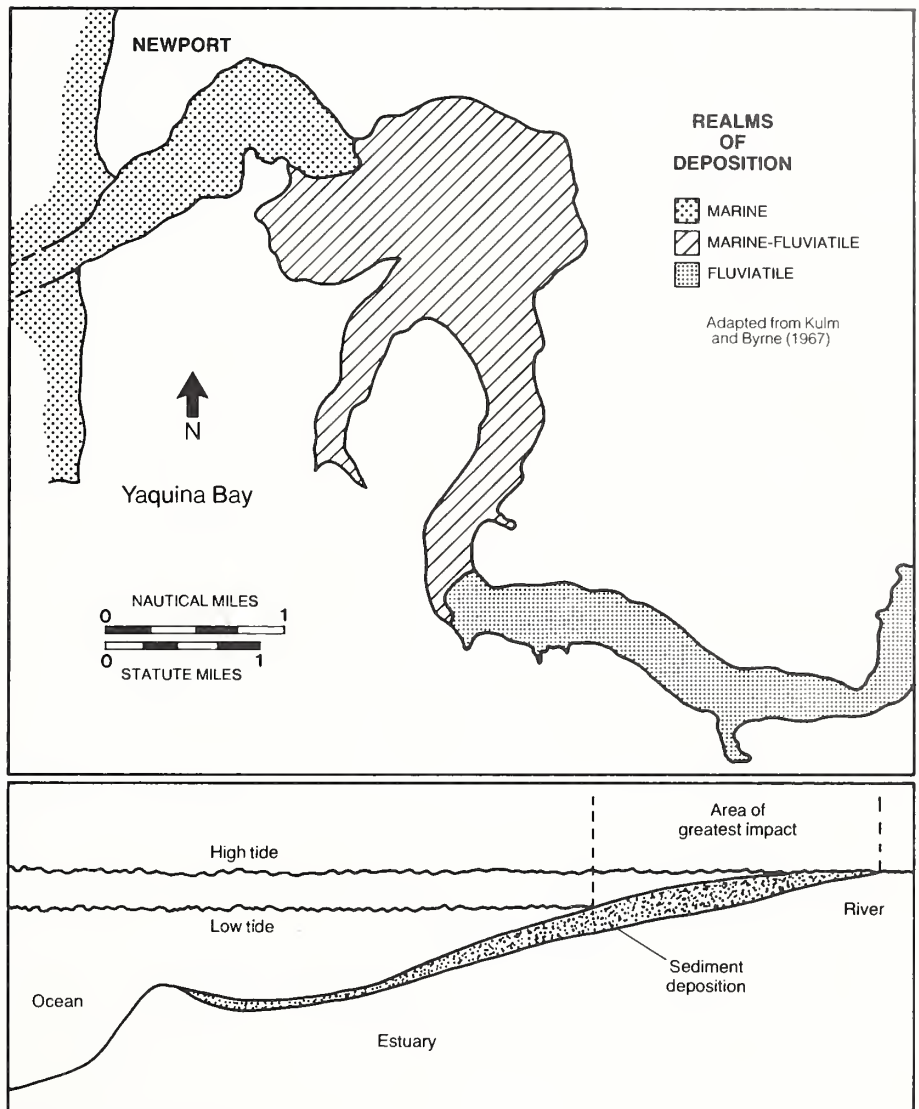 NEWPORT
REALMS
OF
DEPOSITION
MARINE
MARINE-FLUVIATILE
FLUVIATILE
Adapted from Kulm
and Byrne (1967)
N
Yaquina Bay
NAUTICAL MILES
0 1
0 1
STATUTE MILES
Area of
greatest impact
High tide
Low tide
River
Sediment
deposition
Ocean
Estuary